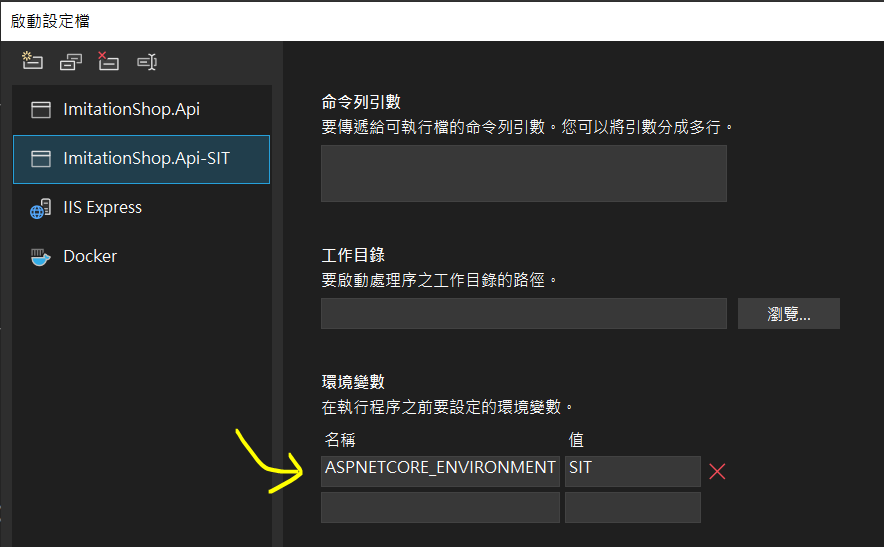 啟動設定檔
ImitationShop.Api
ImitationShop.Api-SIT
IIS Express
Docker
命令列引數
要傳遞給可執行檔的命令列引數。您可以將引數分成多行。
工作目錄
要啟動處理序之工作目錄的路徑。
瀏覽...
環境變數
在執行程序之前要設定的環境變數。
名稱 值
ASPNETCORE_ENVIRONMENT SIT